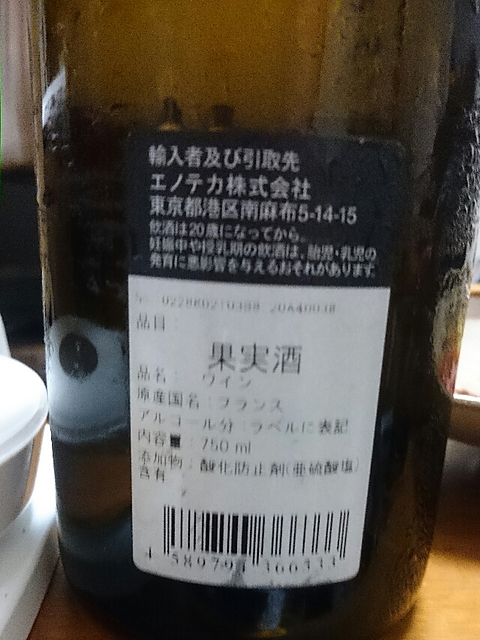 輸入者及び引取先
エノテカ株式会社
東京都港区南麻布5-14-15
飲酒は20歳になってから。
妊娠中や授乳期の飲酒は、胎児・乳児の
発育に悪影響を与えるおそれがあります。
品目:
果実酒
品名: ワイン
原産国名:フランス
アルコール分:ラベルに表記
内容量:750 ml
添加物:酸化防止剤(亜硫酸塩)
含有